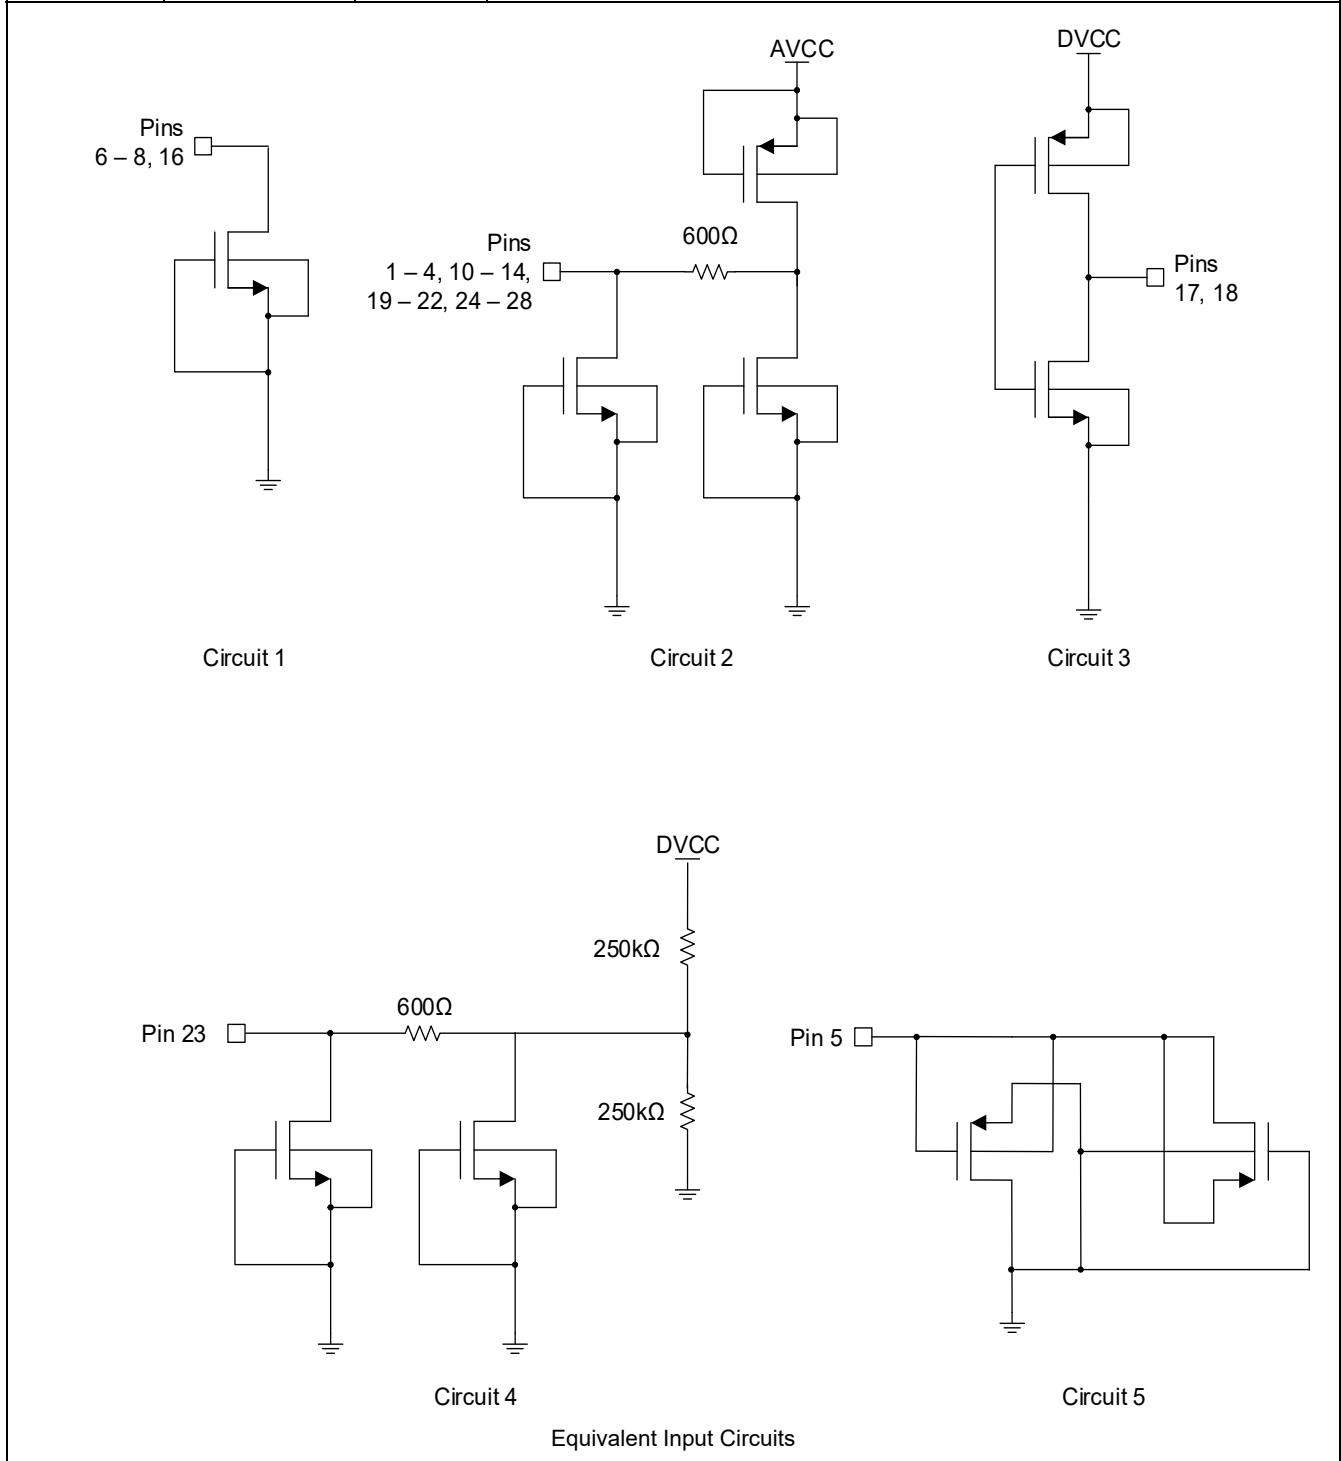 AVCC
DVCC
Pins
6 – 8, 16
600Ω
Pins
1 – 4, 10 – 14,
19 – 22, 24 – 28
Pins
17, 18
Circuit 1
Circuit 2
Circuit 3
DVCC
250kΩ
600Ω
Pin 23
Pin 5
250kΩ
Circuit 4
Circuit 5
Equivalent Input Circuits